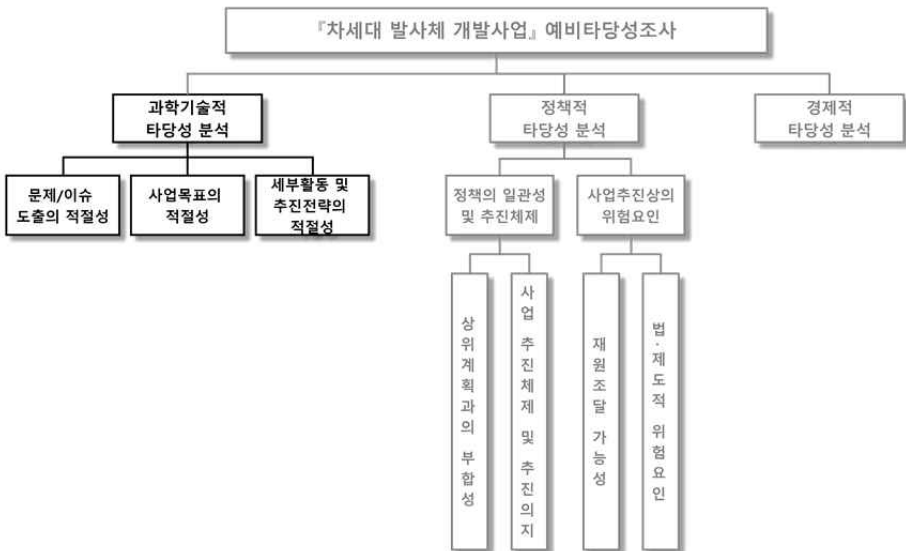 『차세대 발사체 개발사업』 예비타당성조사
과학기술적
타당성 분석
정책적
타당성 분석
경제적
타당성 분석
문제/이슈
도출의 적절성
사업목표의
적절성
세부활동 및
추진전략의
적절성
정책의 일관성
및 추진체제
사업추진상의
위험요인
상위계획과의 부합성
사업 추진체제 및 추진의지
재원조달 가능성
법·제도적 위험요인